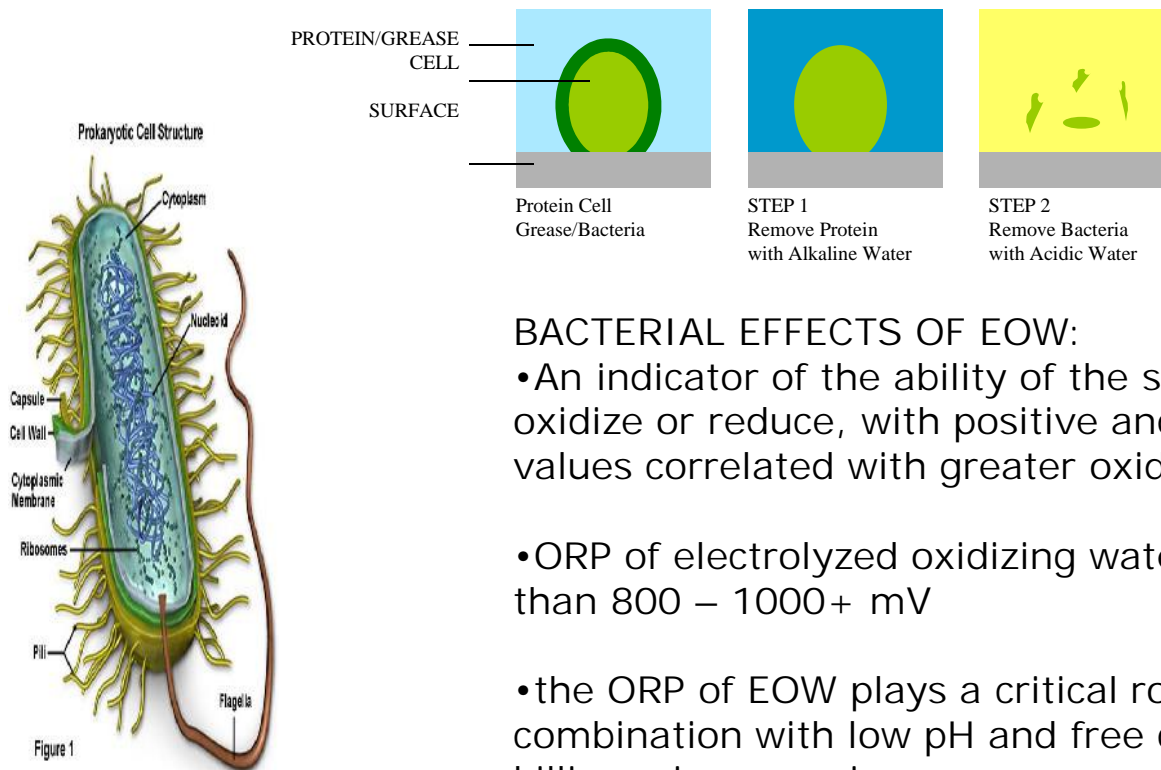 PROTEIN/GREASE
CELL
SURFACE
Protein Cell
Grease/Bacteria
STEP 1
Remove Protein
with Alkaline Water
STEP 2
Remove Bacteria
with Acidic Water
Prokaryotic Cell Structure
Cytoplasm
Nucleoid
Capsule
Cell Wall
Cytoplasmic
Membrane
Ribosomes
Pili
Flagella
Figure 1
BACTERIAL EFFECTS OF EOW:
•An indicator of the ability of the s
oxidize or reduce, with positive and
values correlated with greater oxid
•ORP of electrolyzed oxidizing wate
than 800 – 1000+ mV
•the ORP of EOW plays a critical ro
combination with low pH and free